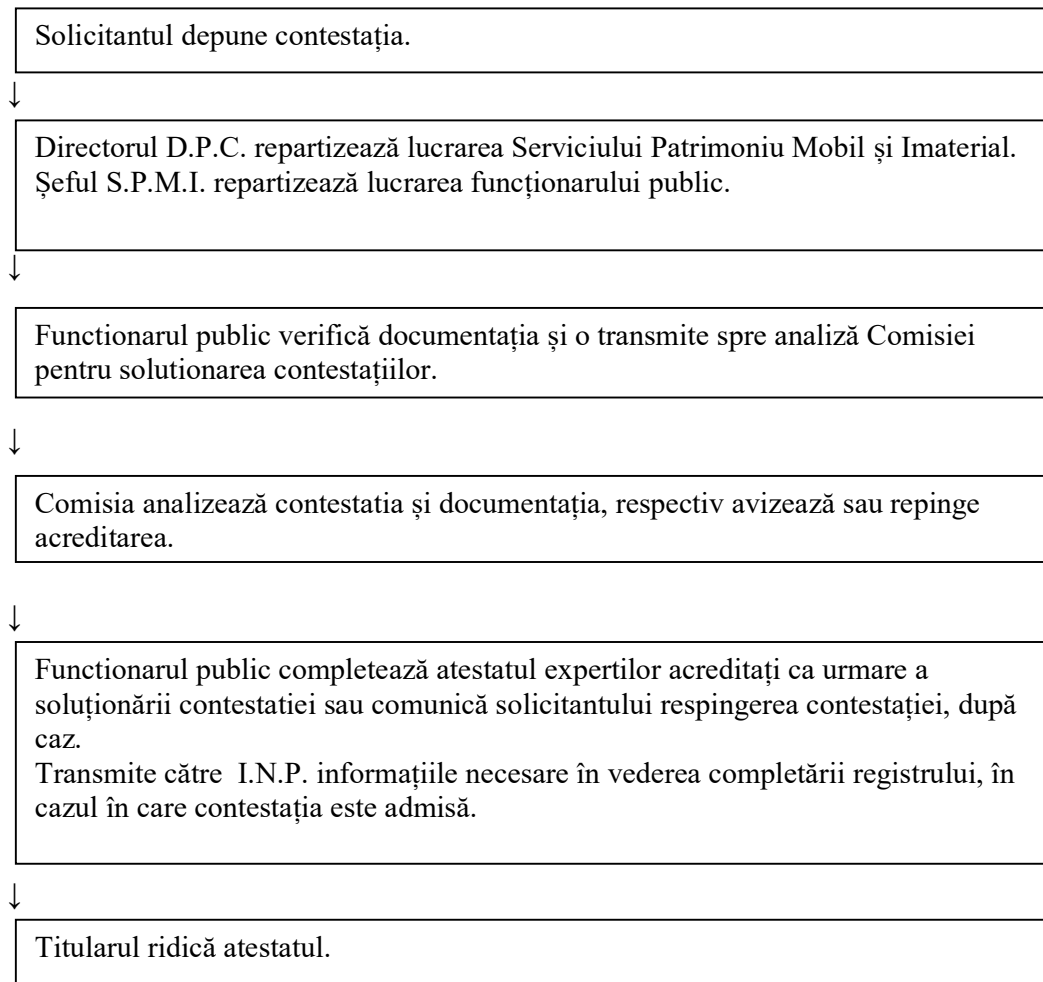 Solicitantul depune contestația.
↓
Directorul D.P.C. repartizează lucrarea Serviciului Patrimoniu Mobil și Imaterial.
Șeful S.P.M.I. repartizează lucrarea funcționarului public.
↓
Functionarul public verifică documentația și o transmite spre analiză Comisiei
pentru solutionarea contestațiilor.
↓
Comisia analizează contestatia și documentația, respectiv avizează sau repinge
acreditarea.
↓
Functionarul public completează atestatul expertilor acreditați ca urmare a
soluționării contestatiei sau comunică solicitantului respingerea contestației, după
caz.
Transmite către I.N.P. informațiile necesare în vederea completării registrului, în
cazul în care contestația este admisă.
↓
Titularul ridică atestatul.